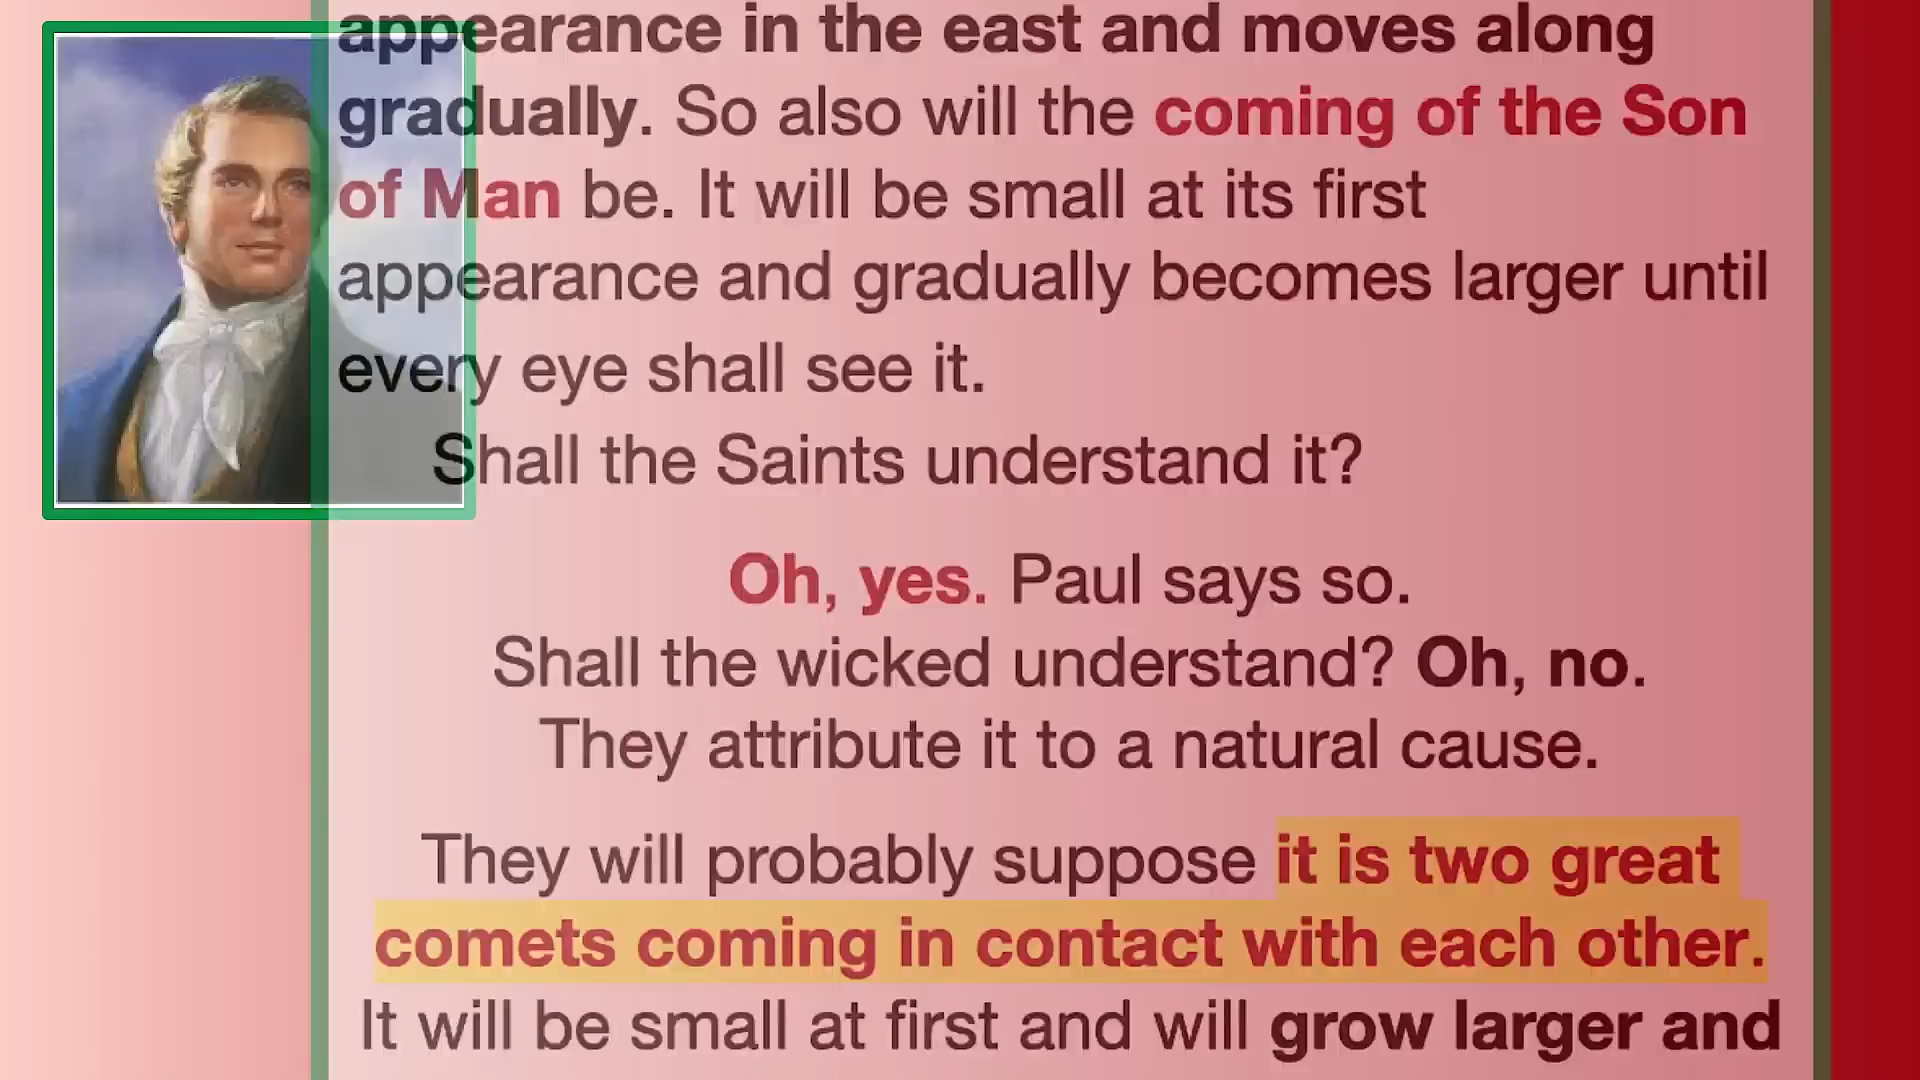 appearance in the east and moves along
gradually. So also will the coming of the Son
of Man be. It will be small at its first
appearance and gradually becomes larger until
every eye shall see it.
Shall the Saints understand it?
Oh, yes. Paul says so.
Shall the wicked understand? Oh, no.
They attribute it to a natural cause.
They will probably suppose it is two great
comets coming in contact with each other.
It will be small at first and will grow larger and